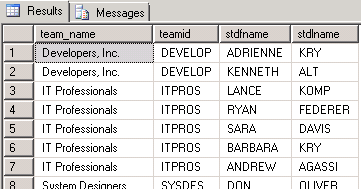 Results Messages
team_name teamid stdfname stdlname
1 Developers, Inc. DEVELOP ADRIENNE KRY
2 Developers, Inc. DEVELOP KENNETH ALT
3 IT Professionals ITPROS LANCE KOMP
4 IT Professionals ITPROS RYAN FEDERER
5 IT Professionals ITPROS SARA DAVIS
6 IT Professionals ITPROS BARBARA KRY
7 IT Professionals ITPROS ANDREW AGASSI
8 System Designers SYSDES DON OLIVER